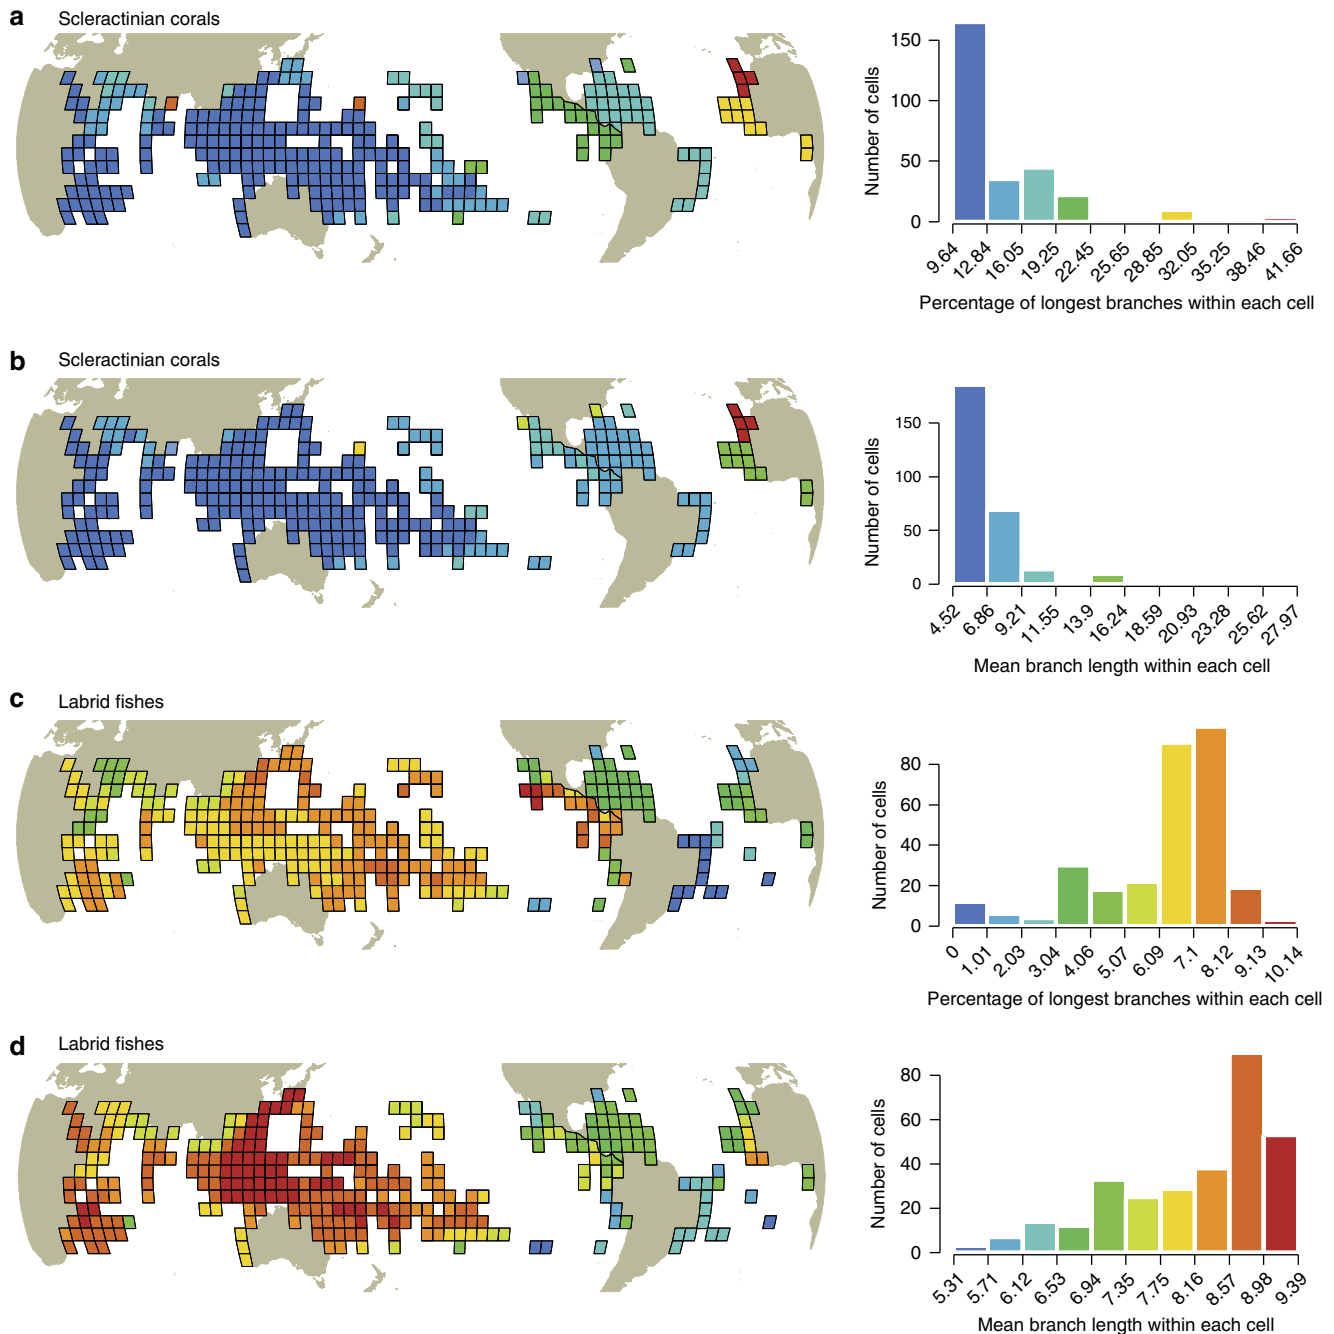 a Scleractinian corals
150
100
50
0
Number of cells
9.64 12.84 16.05 19.25 22.45 25.65 28.85 32.05 35.25 38.46 41.66
Percentage of longest branches within each cell
b Scleractinian corals
150
100
50
0
Number of cells
4.52 6.86 9.21 11.55 13.9 16.24 18.59 20.93 23.28 25.62 27.97
Mean branch length within each cell
c Labrid fishes
80
60
40
20
0
Number of cells
0 1.01 2.03 3.04 4.06 5.07 6.09 7.1 8.12 9.13 10.14
Percentage of longest branches within each cell
d Labrid fishes
80
60
40
20
0
Number of cells
5.31 5.71 6.12 6.53 6.94 7.35 7.75 8.16 8.57 8.98 9.39
Mean branch length within each cell